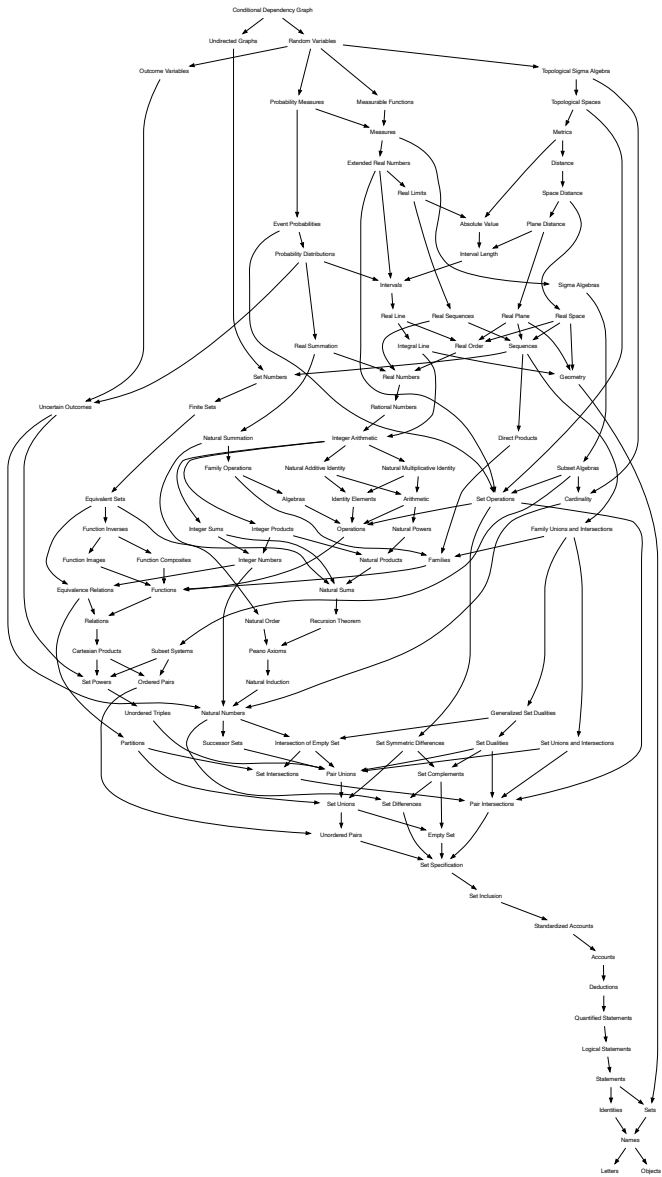 Conditional Dependency Graph
Undirected Graphs
Random Variables
Outcome Variables
Topological Sigma Algebra
Probability Measures
Measurable Functions
Topological Spaces
Measures
Metrics
Extended Real Numbers
Distance
Real Limits
Space Distance
Event Probabilities
Absolute Value
Plane Distance
Probability Distributions
Interval Length
Intervals
Sigma Algebras
Real Line
Real Sequences
Real Plane
Real Space
Real Summation
Integral Line
Real Order
Sequences
Set Numbers
Real Numbers
Geometry
Uncertain Outcomes
Finite Sets
Rational Numbers
Natural Summation
Integer Arithmetic
Direct Products
Family Operations
Natural Additive Identity
Natural Multiplicative Identity
Subset Algebras
Equivalent Sets
Algebras
Identity Elements
Arithmetic
Set Operations
Cardinality
Function Inverses
Integer Sums
Integer Products
Operations
Natural Powers
Family Unions and Intersections
Function Images
Function Composites
Integer Numbers
Natural Products
Families
Equivalence Relations
Functions
Natural Sums
Relations
Natural Order
Recursion Theorem
Cartesian Products
Subset Systems
Peano Axioms
Set Powers
Ordered Pairs
Natural Induction
Unordered Triples
Natural Numbers
Generalized Set Dualities
Partitions
Successor Sets
Intersection of Empty Set
Set Symmetric Differences
Set Dualities
Set Unions and Intersections
Set Intersections
Pair Unions
Set Complements
Set Unions
Set Differences
Pair Intersections
Unordered Pairs
Empty Set
Set Specification
Set Inclusion
Standardized Accounts
Accounts
Deductions
Quantified Statements
Logical Statements
Statements
Identities
Sets
Names
Letters
Objects